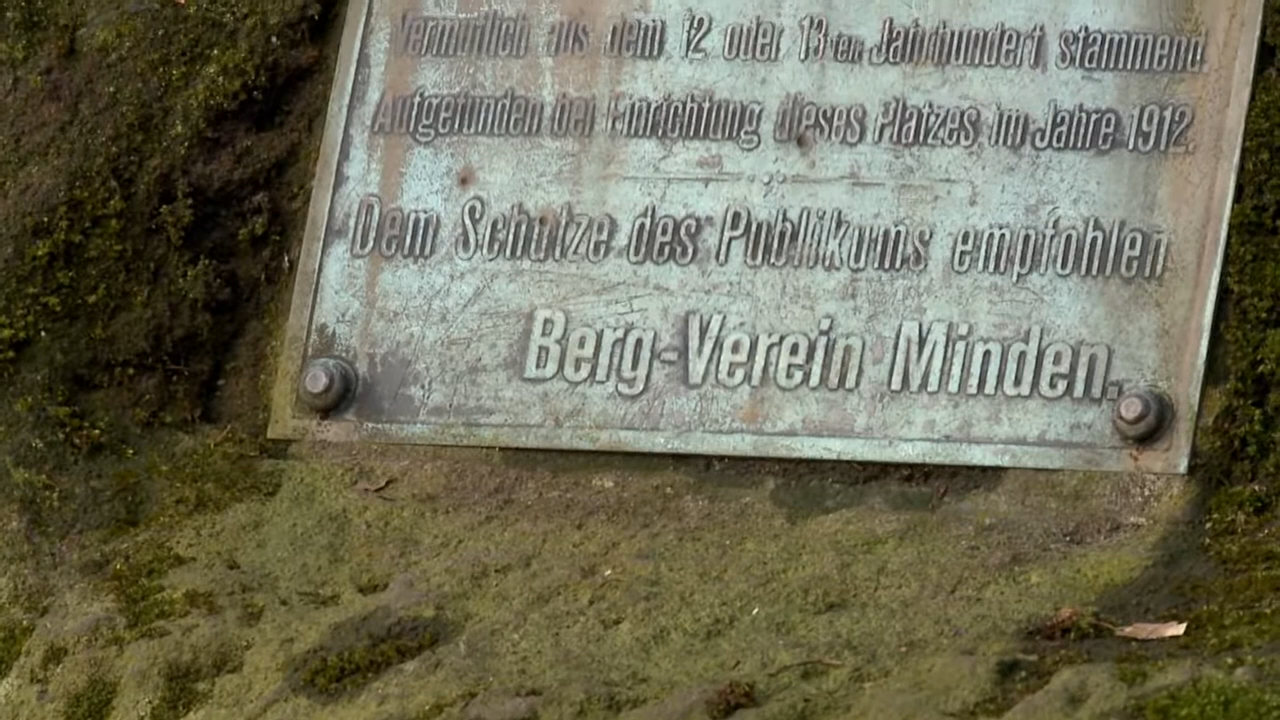 Vermutlich aus dem 12 oder 13ten Jahrhundert stammend
Aufgefunden bei Einrichtung dieses Platzes im Jahre 1912.
Dem Schutze des Publikums empfohlen
Berg-Verein Minden.